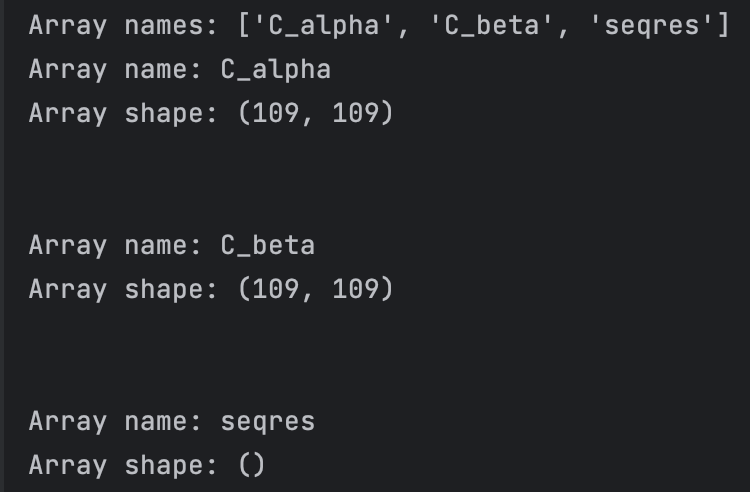 Array names: ['C_alpha', 'C_beta', 'seqres']
Array name: C_alpha
Array shape: (109, 109)
Array name: C_beta
Array shape: (109, 109)
Array name: seqres
Array shape: ()